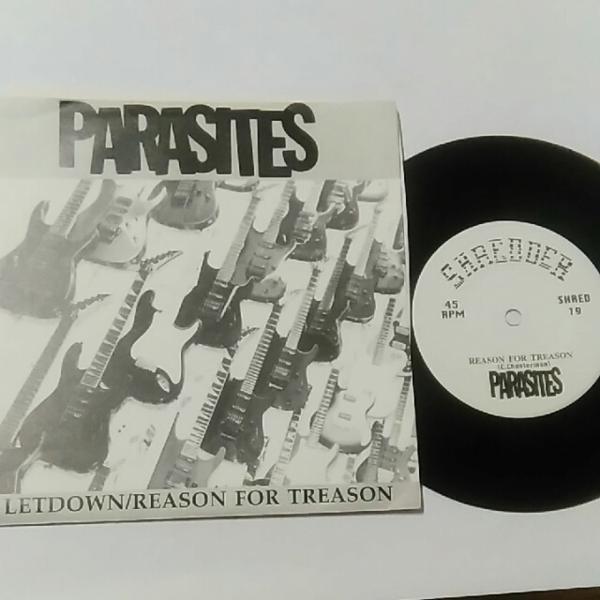 PARASITES
LETDOWN/REASON FOR TREASON
SHREDDER
45 RPM
SHRED 19
REASON FOR TREASON
(C.Chesterman)
PARASITES